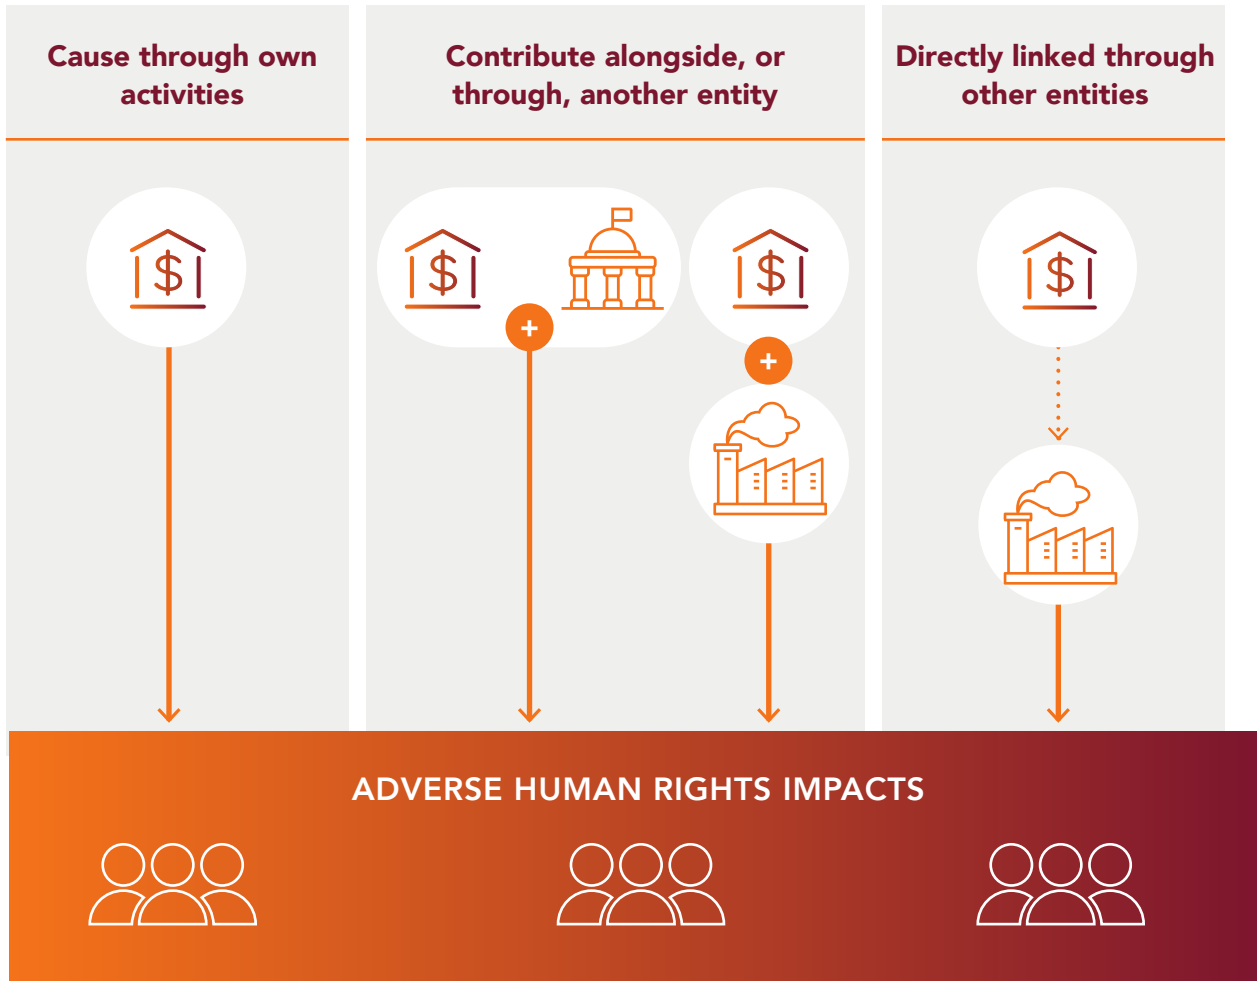 Cause through own
activities
Contribute alongside, or
through, another entity
Directly linked through
other entities
$
$
$
$
+
+
ADVERSE HUMAN RIGHTS IMPACTS